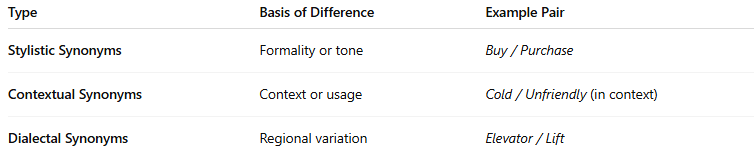 Type Basis of Difference Example Pair
Stylistic Synonyms Formality or tone Buy / Purchase
Contextual Synonyms Context or usage Cold / Unfriendly (in context)
Dialectal Synonyms Regional variation Elevator / Lift